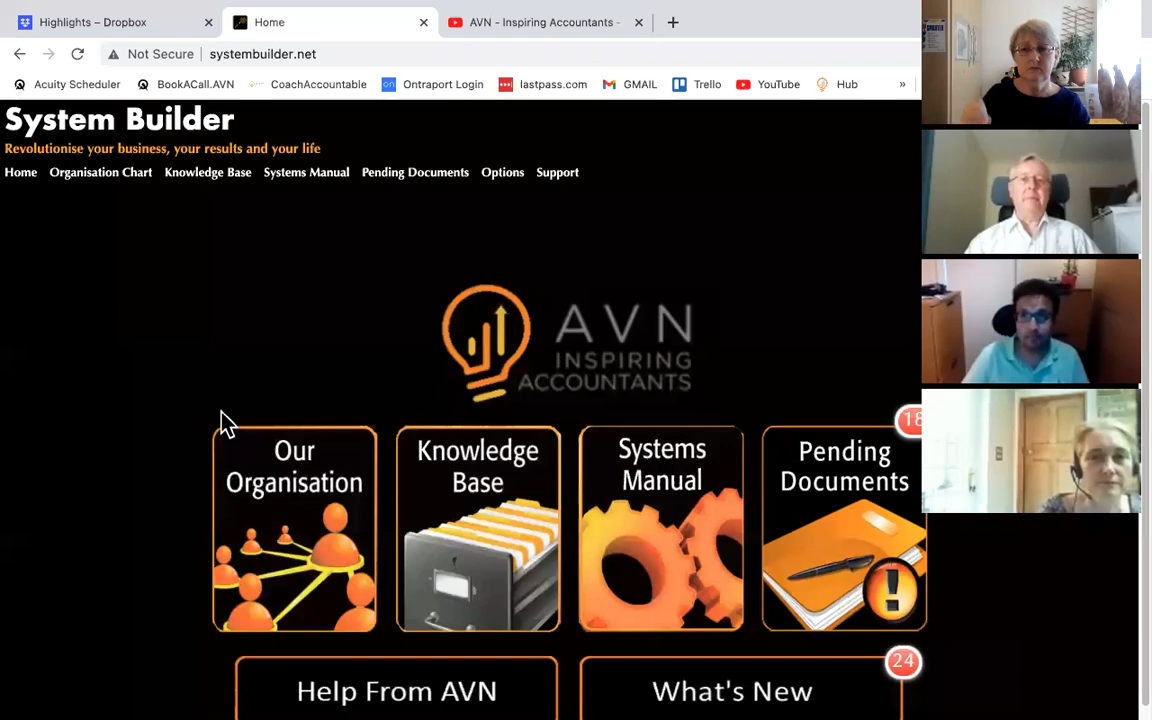 Highlights – Dropbox
Home
AVN - Inspiring Accountants -
Not Secure
systembuilder.net
Acuity Scheduler
BookACall.AVN
CoachAccountable
on
Ontraport Login
lastpass.com
GMAIL
Trello
YouTube
Hub
»
System Builder
Revolutionise your business, your results and your life
Home Organisation Chart Knowledge Base Systems Manual Pending Documents Options Support
AVN
INSPIRING
ACCOUNTANTS
18
Our
Organisation
Knowledge
Base
Systems
Manual
Pending
Documents
!
24
Help From AVN
What's New